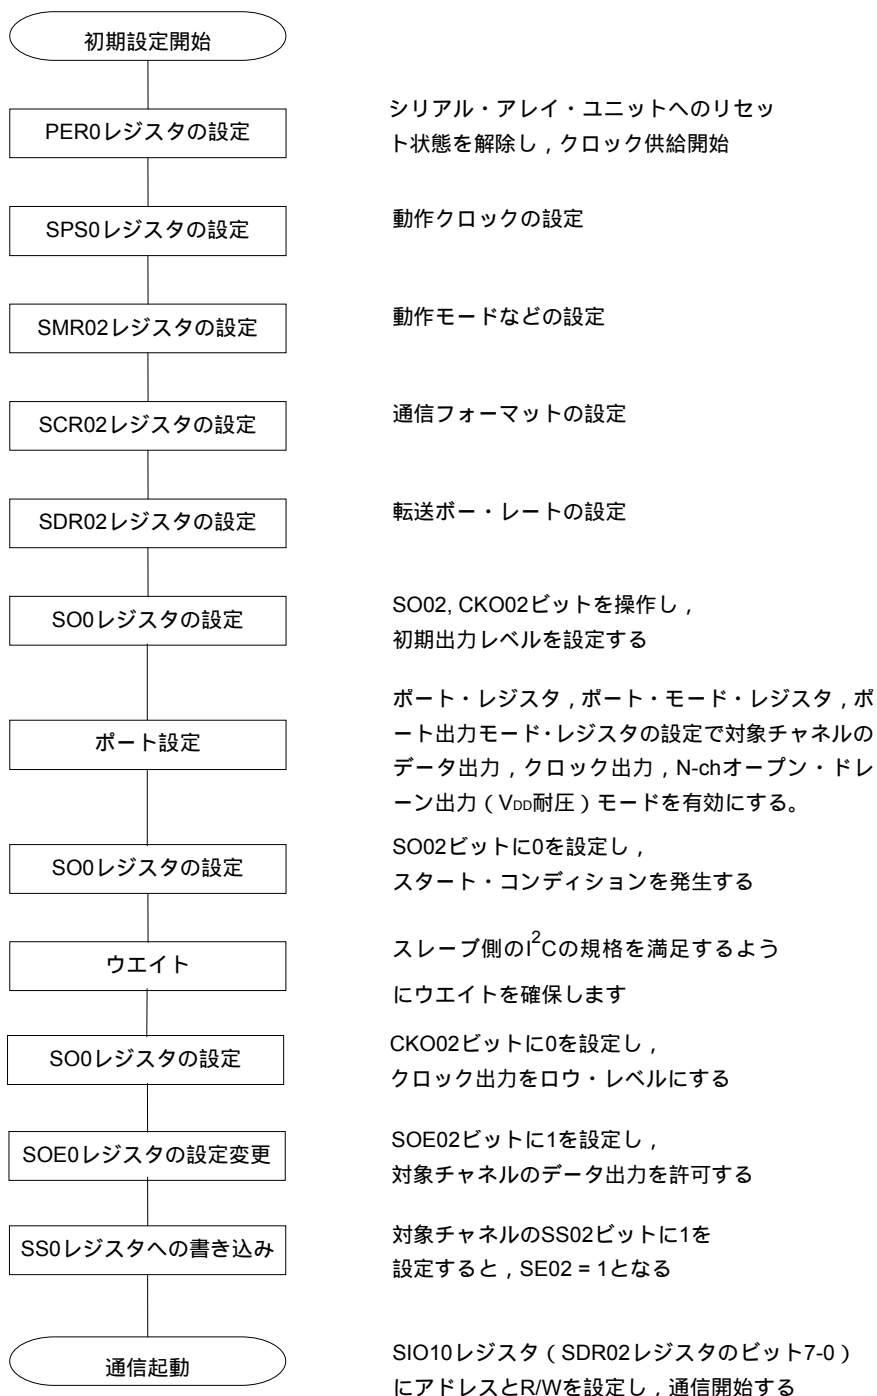 初期設定開始
PER0レジスタの設定
シリアル・アレイ・ユニットへのリセッ
ト状態を解除し，クロック供給開始
SPS0レジスタの設定
動作クロックの設定
SMR02レジスタの設定
動作モードなどの設定
SCR02レジスタの設定
通信フォーマットの設定
SDR02レジスタの設定
転送ボー・レートの設定
SO0レジスタの設定
SO02, CKO02ビットを操作し，
初期出力レベルを設定する
ポート設定
ポート・レジスタ，ポート・モード・レジスタ，ポ
ート出力モード・レジスタの設定で対象チャネルの
データ出力，クロック出力，N-chオープン・ドレ
ーン出力（VDD耐圧）モードを有効にする。
SO0レジスタの設定
SO02ビットに0を設定し，
スタート・コンディションを発生する
ウエイト
スレーブ側のI2Cの規格を満足するよう
にウエイトを確保します
SO0レジスタの設定
CKO02ビットに0を設定し，
クロック出力をロウ・レベルにする
SOE0レジスタの設定変更
SOE02ビットに1を設定し，
対象チャネルのデータ出力を許可する
SS0レジスタへの書き込み
対象チャネルのSS02ビットに1を
設定すると，SE02 = 1となる
通信起動
SIO10レジスタ（SDR02レジスタのビット7-0）
にアドレスとR/Wを設定し，通信開始する